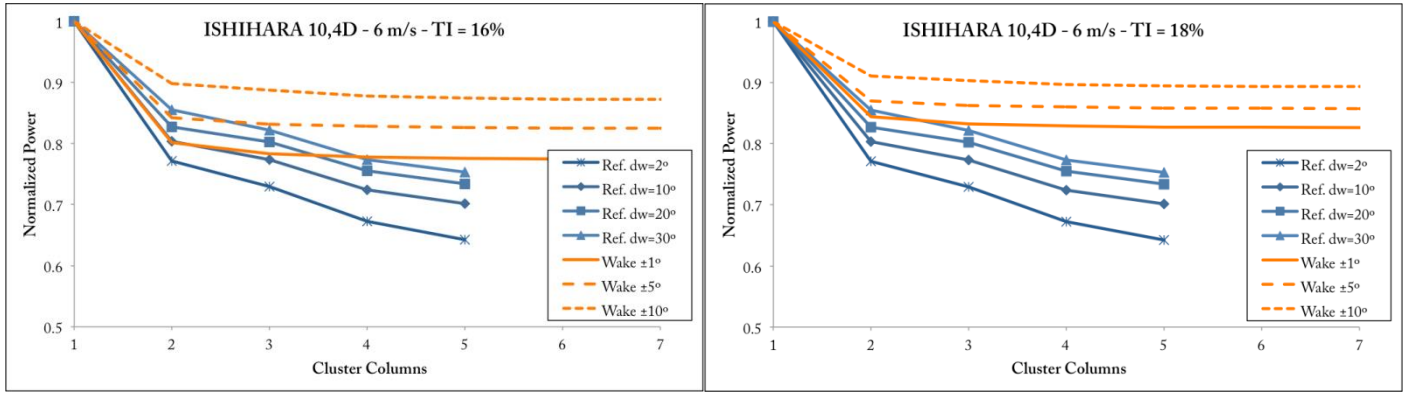 ISHIHARA 10,4D - 6 m/s - TI = 16%
Normalized Power
1
0.9
0.8
0.7
0.6
0.5
1 2 3 4 5 6 7
Cluster Columns
Ref. dw=2º
Ref. dw=10º
Ref. dw=20º
Ref. dw=30º
Wake ±1º
Wake ±5º
Wake ±10º
ISHIHARA 10,4D - 6 m/s - TI = 18%
Normalized Power
1
0.9
0.8
0.7
0.6
0.5
1 2 3 4 5 6 7
Cluster Columns
Ref. dw=2º
Ref. dw=10º
Ref. dw=20º
Ref. dw=30º
Wake ±1º
Wake ±5º
Wake ±10º